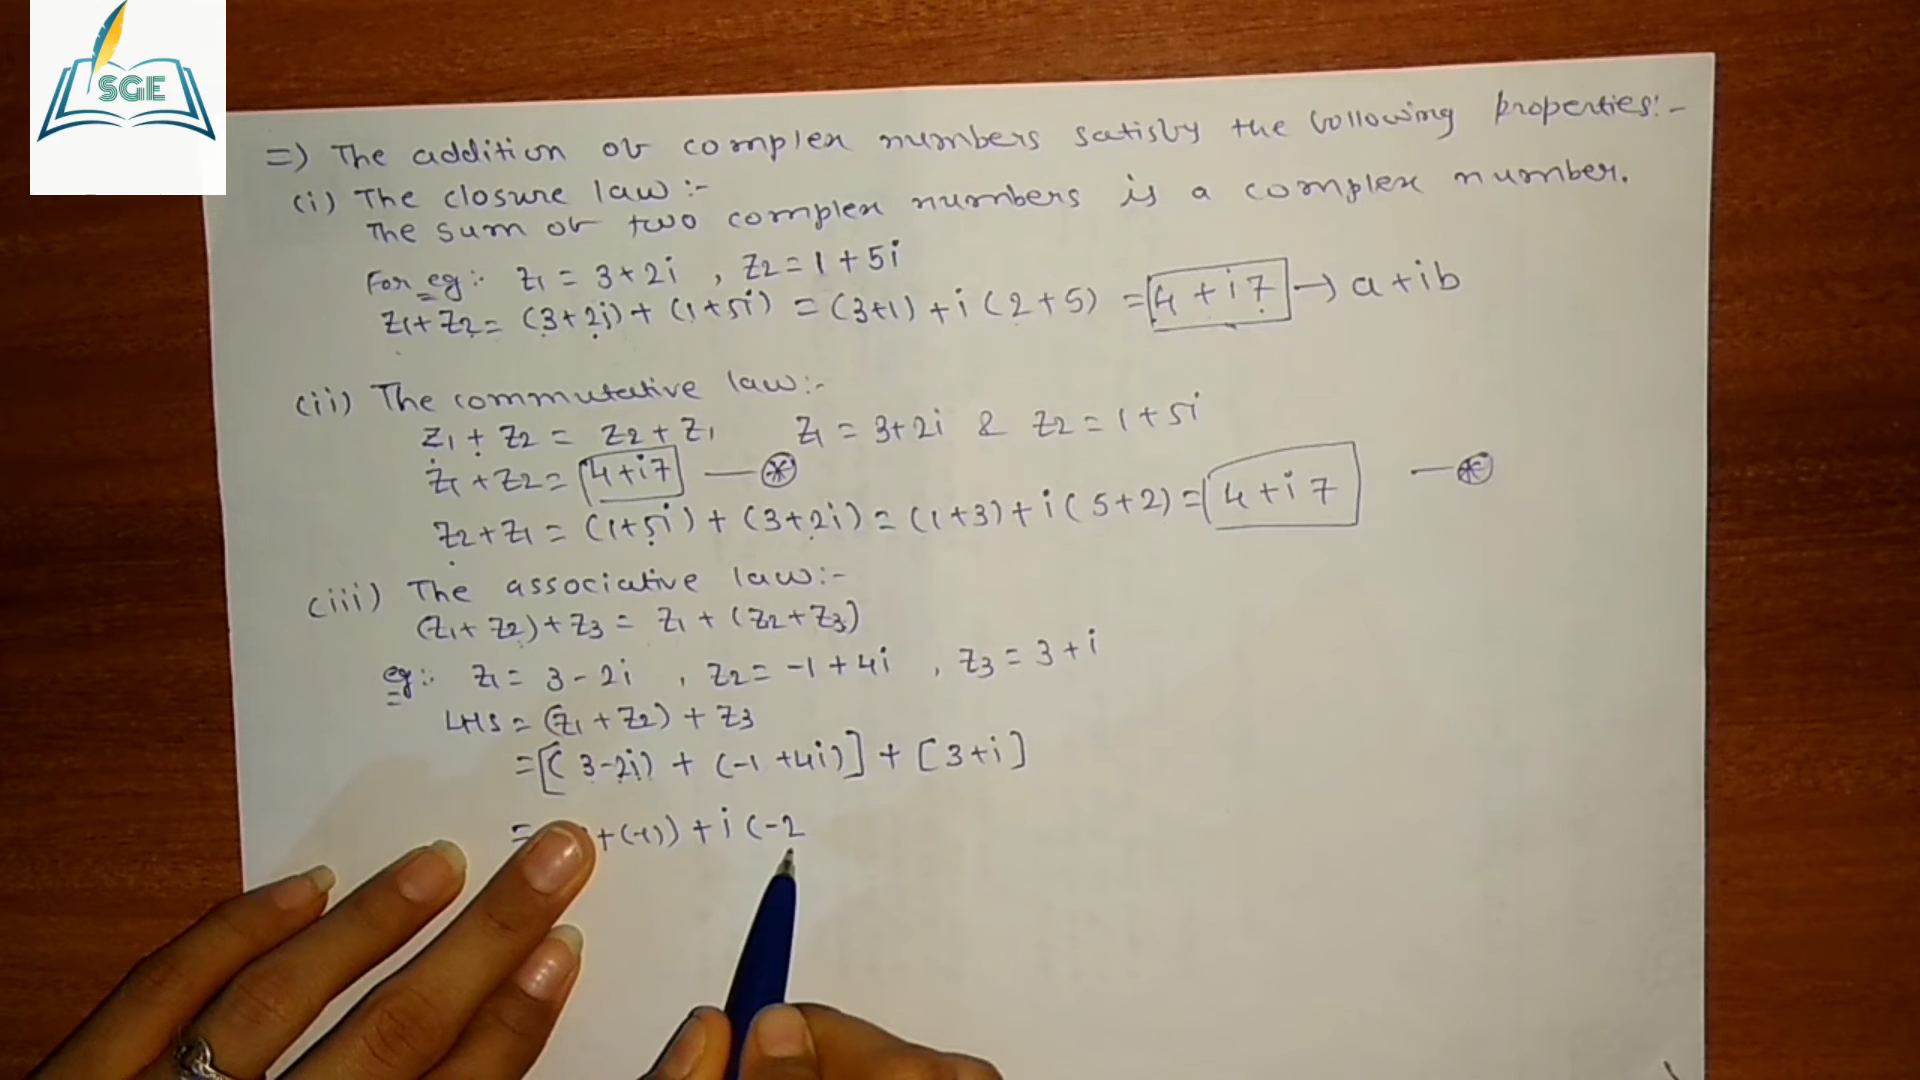 SGE
=) The addition of complex numbers satisfy the following properties:-
(i) The closure law :-
The sum of two complex numbers is a complex number.
For eg:- z1 = 3+2i , z2 = 1+5i
z1+z2 = (3+2i)+(1+5i) = (3+1)+i(2+5) = 4+i7 → a+ib
(ii) The commutative law:-
z1+z2 = z2+z1 z1 = 3+2i & z2 = 1+5i
z1+z2 = 4+i7 — ⊛
z2+z1 = (1+5i)+(3+2i) = (1+3)+i(5+2) = 4+i7 — ⊛
(iii) The associative law:-
(z1+z2)+z3 = z1+(z2+z3)
eg:- z1 = 3-2i , z2 = -1+4i , z3 = 3+i
LHS = (z1+z2)+z3
= [(3-2i)+(-1+4i)]+[3+i]
= +(-1))+i(-2